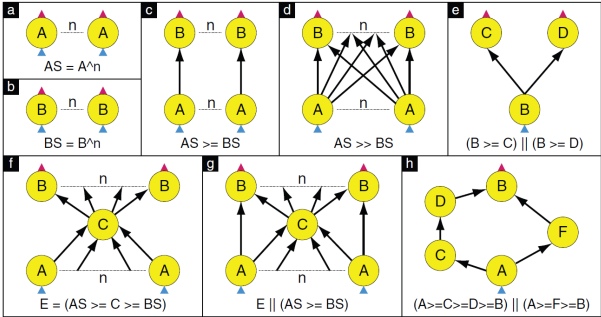 a
A n A
AS = A^n
b
B n B
BS = B^n
c
B n B
A n A
AS >= BS
d
B n B
A n A
AS >> BS
e
C D
B
(B >= C) || (B >= D)
f
B n B
C
A n A
E = (AS >= C >= BS)
g
B n B
C
A n A
E || (AS >= BS)
h
B
D
F
C
A
(A>=C>=D>=B) || (A>=F>=B)